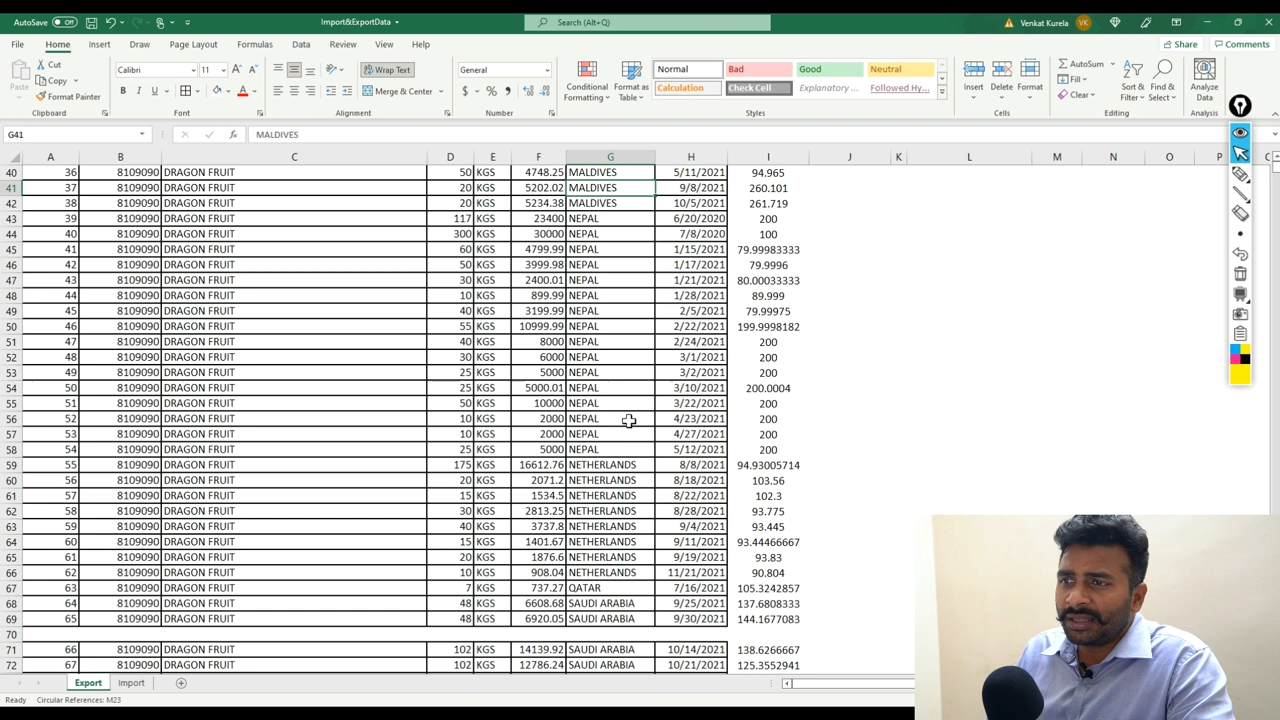 AutoSave Off Import&ExportData Search (Alt+Q) Venkat Kurela VK
File Home Insert Draw Page Layout Formulas Data Review View Help Share Comments
Paste Cut Copy Format Painter
Calibri 11 Wrap Text General Normal Bad Good Neutral
Merge & Center Calculation Check Cell Explanatory ... Followed Hy...
Conditional Formatting Format as Table Insert Delete Format AutoSum Fill Clear Sort & Filter Find & Select Analyze Data
Clipboard Font Alignment Number Styles Cells Editing Analysis
G41 MALDIVES
A B C D E F G H I J K L M N O P
40 36 8109090 DRAGON FRUIT 50 KGS 4748.25 MALDIVES 5/11/2021 94.965
41 37 8109090 DRAGON FRUIT 20 KGS 5202.02 MALDIVES 9/8/2021 260.101
42 38 8109090 DRAGON FRUIT 20 KGS 5234.38 MALDIVES 10/5/2021 261.719
43 39 8109090 DRAGON FRUIT 117 KGS 23400 NEPAL 6/20/2020 200
44 40 8109090 DRAGON FRUIT 300 KGS 30000 NEPAL 7/8/2020 100
45 41 8109090 DRAGON FRUIT 60 KGS 4799.99 NEPAL 1/15/2021 79.99983333
46 42 8109090 DRAGON FRUIT 50 KGS 3999.98 NEPAL 1/17/2021 79.9996
47 43 8109090 DRAGON FRUIT 30 KGS 2400.01 NEPAL 1/21/2021 80.00033333
48 44 8109090 DRAGON FRUIT 10 KGS 899.99 NEPAL 1/28/2021 89.999
49 45 8109090 DRAGON FRUIT 40 KGS 3199.99 NEPAL 2/5/2021 79.99975
50 46 8109090 DRAGON FRUIT 55 KGS 10999.99 NEPAL 2/22/2021 199.9998182
51 47 8109090 DRAGON FRUIT 40 KGS 8000 NEPAL 2/24/2021 200
52 48 8109090 DRAGON FRUIT 30 KGS 6000 NEPAL 3/1/2021 200
53 49 8109090 DRAGON FRUIT 25 KGS 5000 NEPAL 3/2/2021 200
54 50 8109090 DRAGON FRUIT 25 KGS 5000.01 NEPAL 3/10/2021 200.0004
55 51 8109090 DRAGON FRUIT 50 KGS 10000 NEPAL 3/22/2021 200
56 52 8109090 DRAGON FRUIT 10 KGS 2000 NEPAL 4/23/2021 200
57 53 8109090 DRAGON FRUIT 10 KGS 2000 NEPAL 4/27/2021 200
58 54 8109090 DRAGON FRUIT 25 KGS 5000 NEPAL 5/12/2021 200
59 55 8109090 DRAGON FRUIT 175 KGS 16612.76 NETHERLANDS 8/8/2021 94.93005714
60 56 8109090 DRAGON FRUIT 20 KGS 2071.2 NETHERLANDS 8/18/2021 103.56
61 57 8109090 DRAGON FRUIT 15 KGS 1534.5 NETHERLANDS 8/22/2021 102.3
62 58 8109090 DRAGON FRUIT 30 KGS 2813.25 NETHERLANDS 8/28/2021 93.775
63 59 8109090 DRAGON FRUIT 40 KGS 3737.8 NETHERLANDS 9/4/2021 93.445
64 60 8109090 DRAGON FRUIT 15 KGS 1401.67 NETHERLANDS 9/11/2021 93.44466667
65 61 8109090 DRAGON FRUIT 20 KGS 1876.6 NETHERLANDS 9/19/2021 93.83
66 62 8109090 DRAGON FRUIT 10 KGS 908.04 NETHERLANDS 11/21/2021 90.804
67 63 8109090 DRAGON FRUIT 7 KGS 737.27 QATAR 7/16/2021 105.3242857
68 64 8109090 DRAGON FRUIT 48 KGS 6608.68 SAUDI ARABIA 9/25/2021 137.6808333
69 65 8109090 DRAGON FRUIT 48 KGS 6920.05 SAUDI ARABIA 9/30/2021 144.1677083
70
71 66 8109090 DRAGON FRUIT 102 KGS 14139.92 SAUDI ARABIA 10/14/2021 138.6266667
72 67 8109090 DRAGON FRUIT 102 KGS 12786.24 SAUDI ARABIA 10/21/2021 125.3552941
Export Import
Ready Circular References: M23